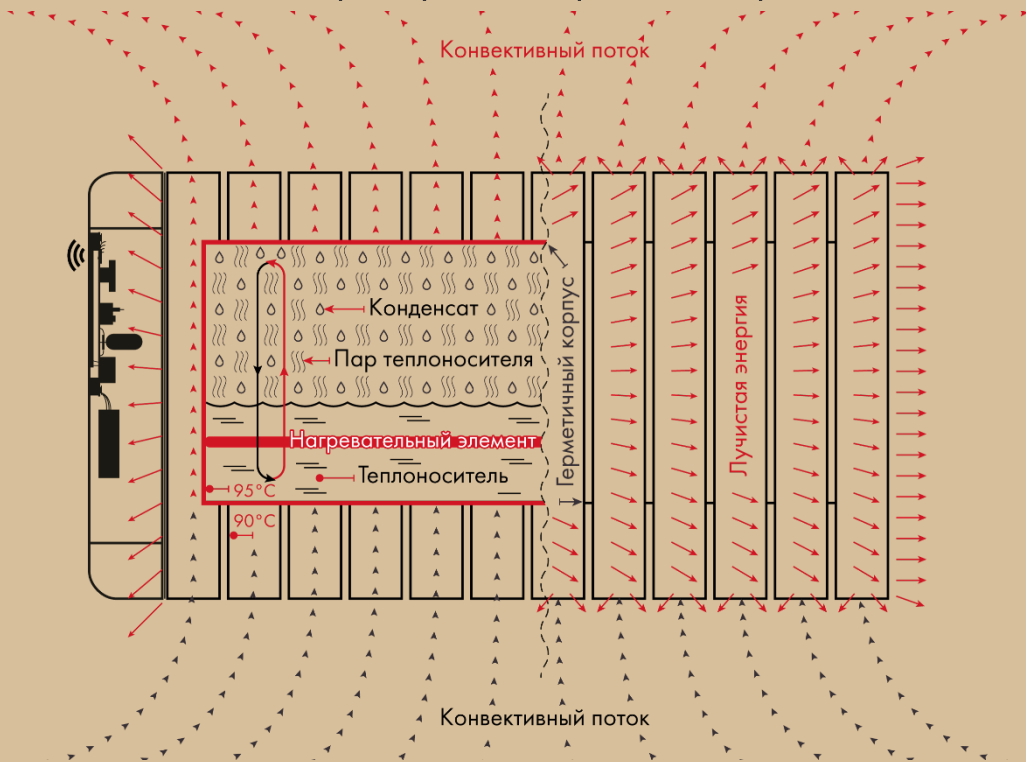 Конвективный поток
Конденсат
Пар теплоносителя
Герметичный корпус
Лучистая энергия
Нагревательный элемент
Теплоноситель
95°C
90°C
Конвективный поток